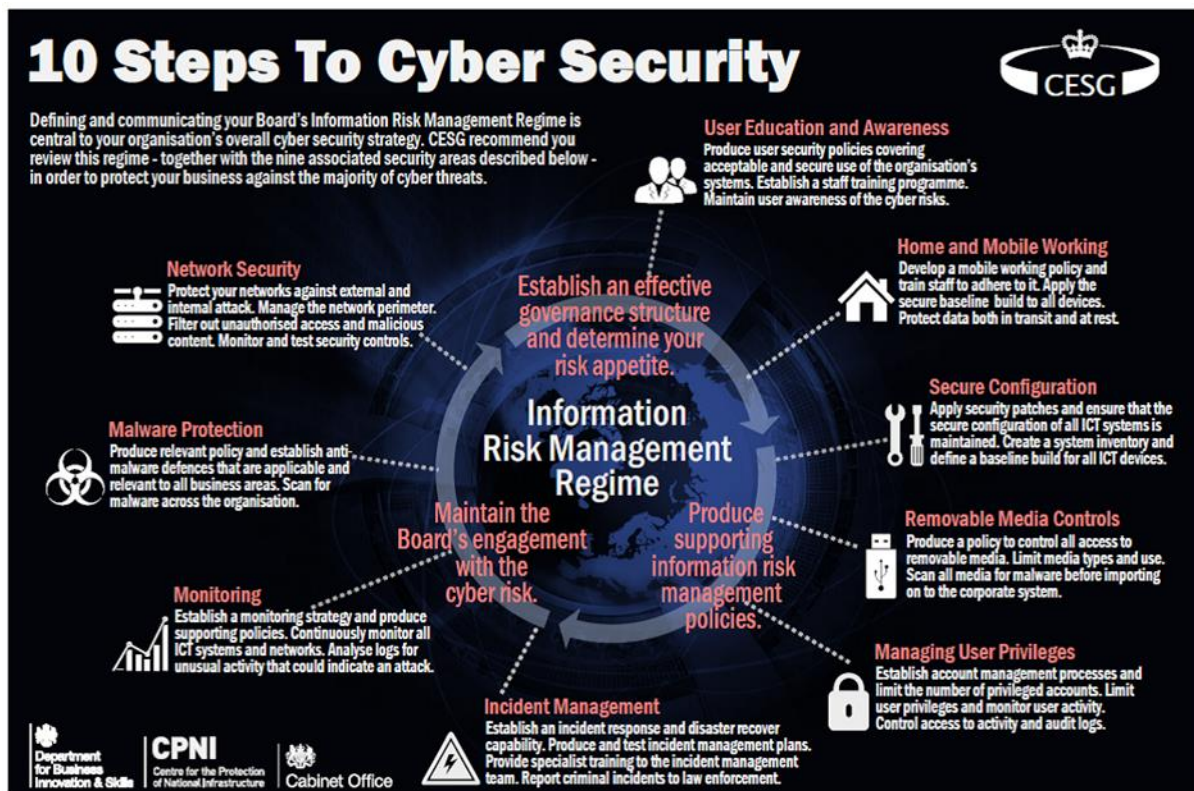 10 Steps To Cyber Security
CESG
Defining and communicating your Board's Information Risk Management Regime is
central to your organisation's overall cyber security strategy. CESG recommend you
review this regime - together with the nine associated security areas described below -
in order to protect your business against the majority of cyber threats.
User Education and Awareness
Produce user security policies covering
acceptable and secure use of the organisation's
systems. Establish a staff training programme.
Maintain user awareness of the cyber risks.
Home and Mobile Working
Develop a mobile working policy and
train staff to adhere to it. Apply the
secure baseline build to all devices.
Protect data both in transit and at rest.
Secure Configuration
Apply security patches and ensure that the
secure configuration of all ICT systems is
maintained. Create a system inventory and
define a baseline build for all ICT devices.
Removable Media Controls
Produce a policy to control all access to
removable media. Limit media types and use.
Scan all media for malware before importing
on to the corporate system.
Managing User Privileges
Establish account management processes and
limit the number of privileged accounts. Limit
user privileges and monitor user activity.
Control access to activity and audit logs.
Incident Management
Establish an incident response and disaster recover
capability. Produce and test incident management plans.
Provide specialist training to the incident management
team. Report criminal incidents to law enforcement.
Monitoring
Establish a monitoring strategy and produce
supporting policies. Continuously monitor all
ICT systems and networks. Analyse logs for
unusual activity that could indicate an attack.
Malware Protection
Produce relevant policy and establish anti-
malware defences that are applicable and
relevant to all business areas. Scan for
malware across the organisation.
Network Security
Protect your networks against external and
internal attack. Manage the network perimeter.
Filter out unauthorised access and malicious
content. Monitor and test security controls.
Establish an effective
governance structure
and determine your
risk appetite.
Information
Risk Management
Regime
Maintain the
Board's engagement
with the
cyber risk.
Produce
supporting
information risk
management
policies.
Department
for Business
Innovation & Skills
CPNI
Centre for the Protection
of National Infrastructure
Cabinet Office